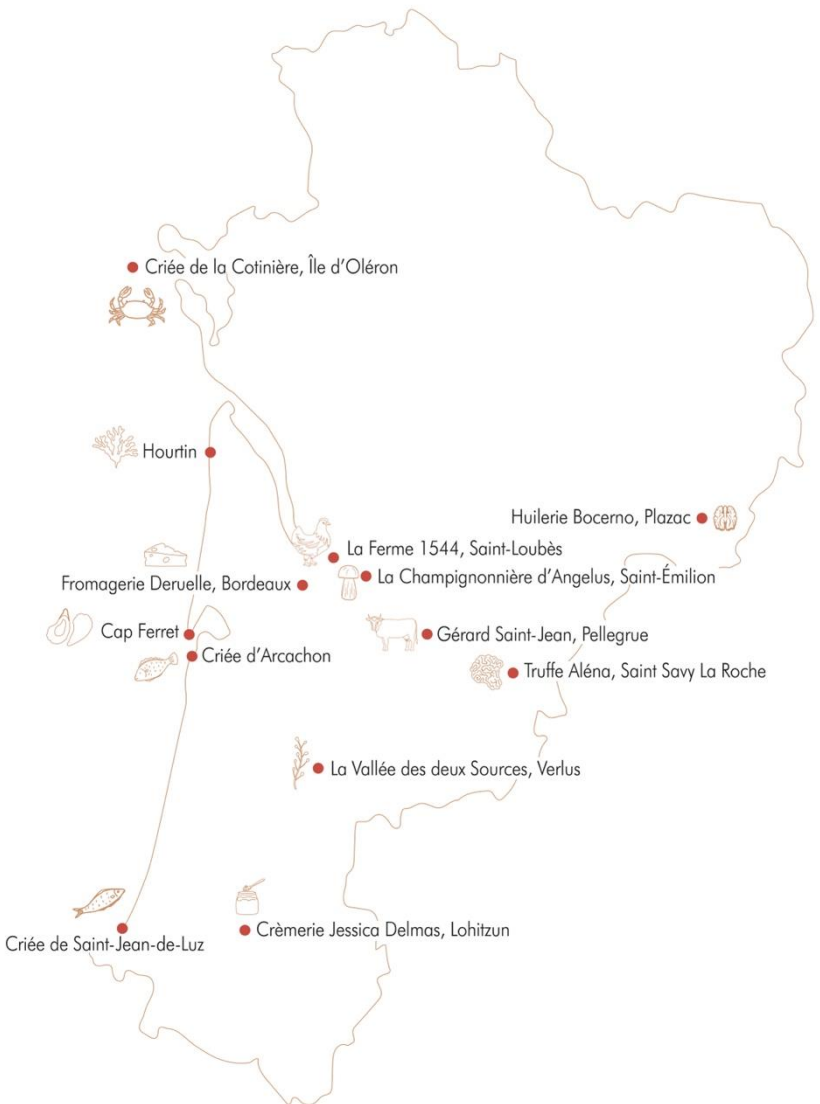 Criée de la Cotinière, Île d'Oléron
Hourtin
Huilerie Bocerno, Plazac
La Ferme 1544, Saint-Loubès
La Champignonnière d'Angelus, Saint-Émilion
Fromagerie Deruelle, Bordeaux
Cap Ferret
Gérard Saint-Jean, Pellegrue
Criée d'Arcachon
Truffe Aléna, Saint Savy La Roche
La Vallée des deux Sources, Verlus
Crèmerie Jessica Delmas, Lohitzun
Criée de Saint-Jean-de-Luz